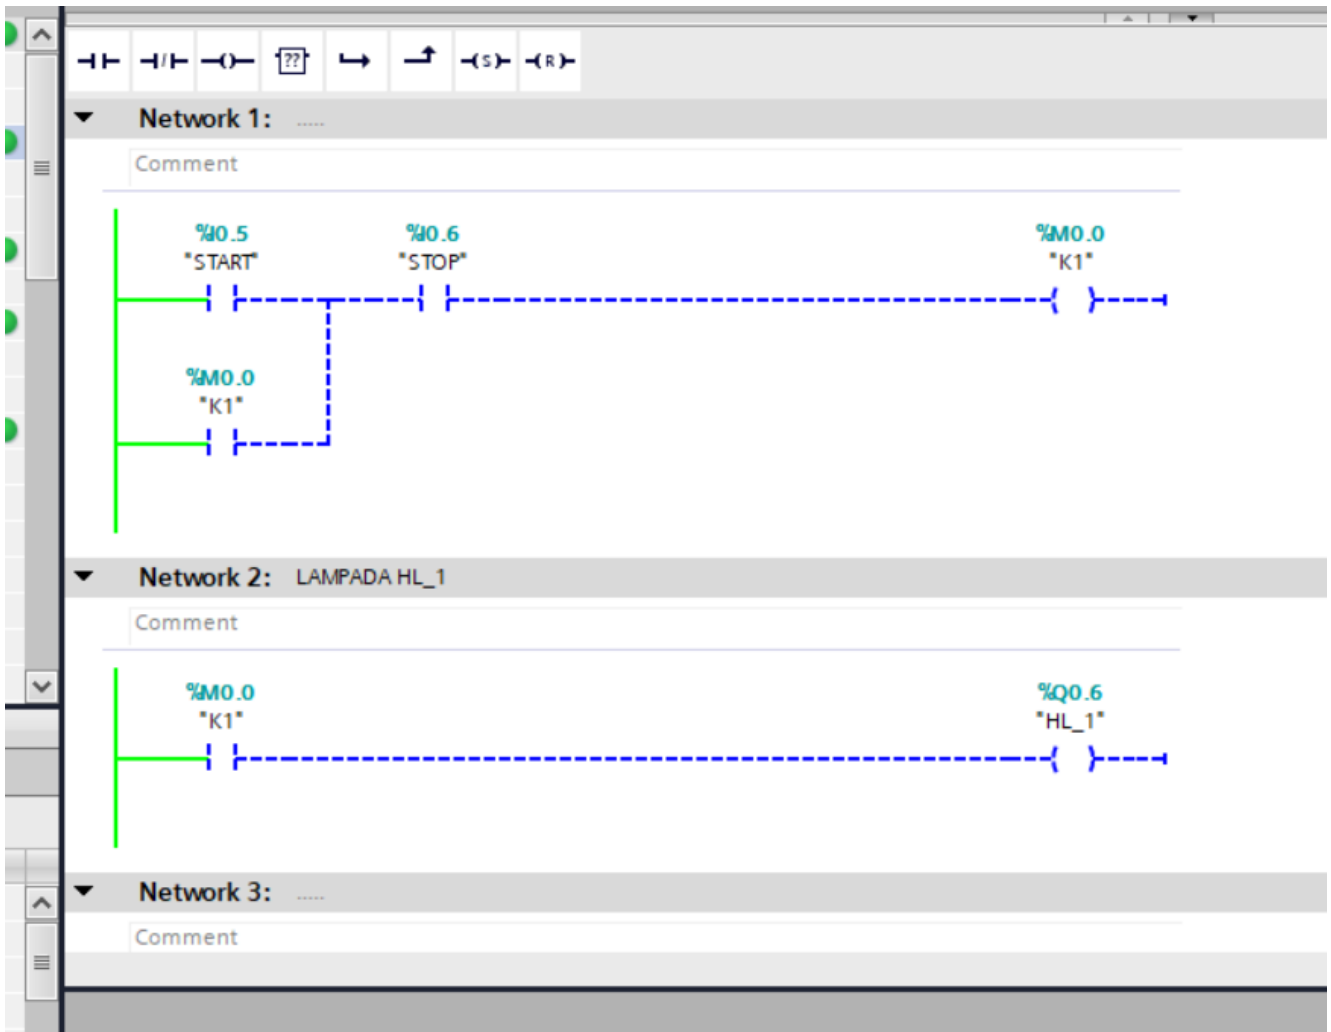 ??
S
R
Network 1: .....
Comment
%I0.5
"START"
%I0.6
"STOP"
%M0.0
"K1"
%M0.0
"K1"
Network 2: LAMPADA HL_1
Comment
%M0.0
"K1"
%Q0.6
"HL_1"
Network 3: .....
Comment